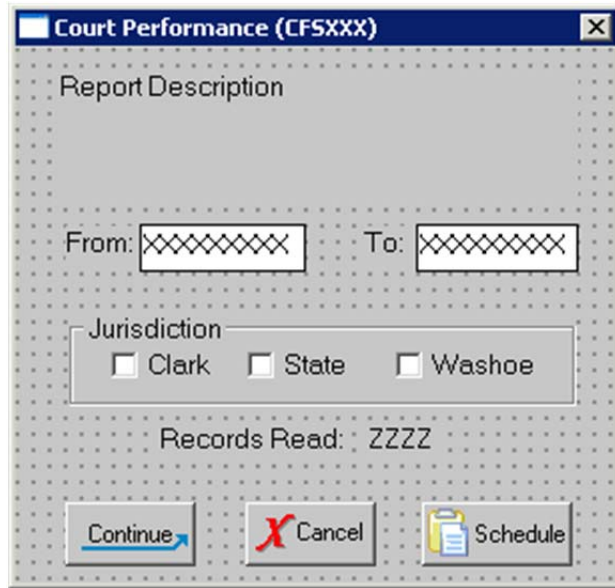 Court Performance (CFSXXX)
Report Description
From: XXXXXXXX To: XXXXXXXX
Jurisdiction
Clark State Washoe
Records Read: ZZZZ
Continue Cancel Schedule